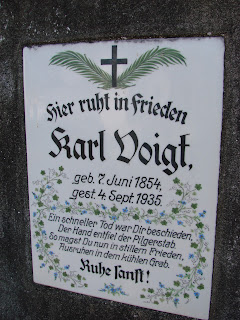 Hier ruht in Frieden
Karl Voigt,
geb. 7. Juni 1854,
gest. 4. Sept. 1935.
Ein schneller Tod war Dir beschieden,
Der Hand entfiel der Pilgerstab.
So magst Du nun in stillem Frieden,
Ausruhen in dem kühlen Grab.
Ruhe sanft!